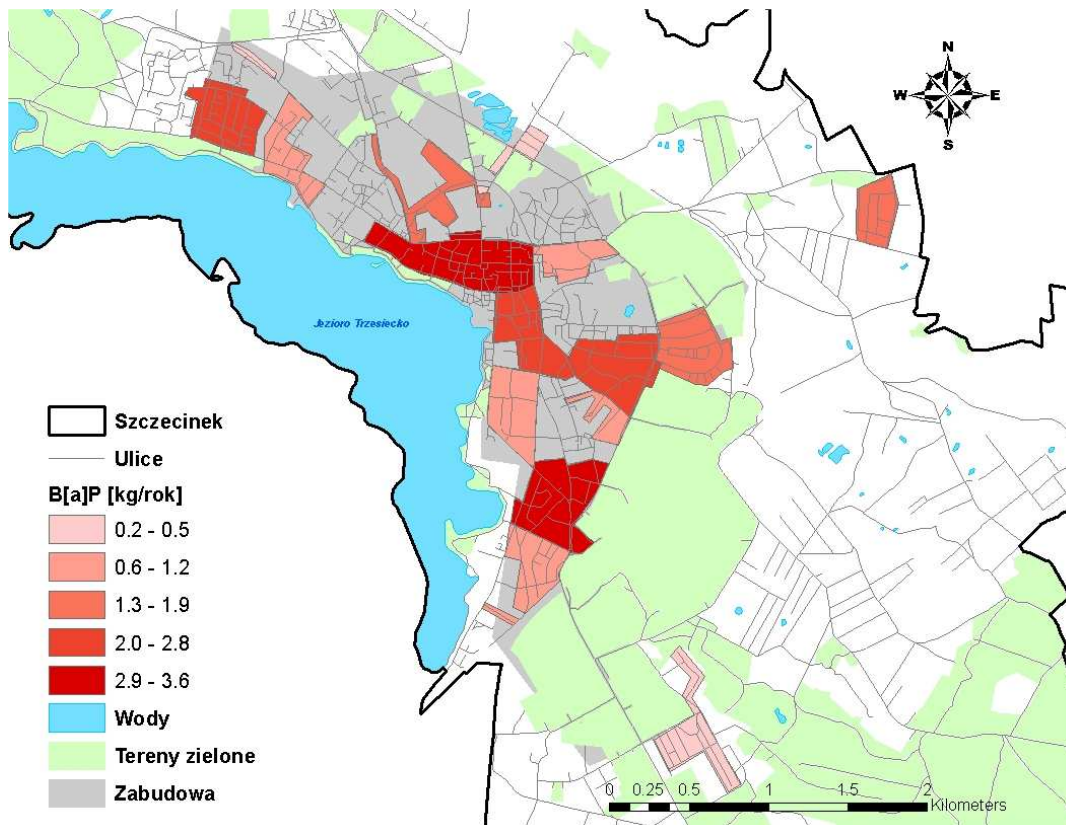 N
W E
S
Jezioro Trzesiecko
Szczecinek
Ulice
B[a]P [kg/rok]
0.2 - 0.5
0.6 - 1.2
1.3 - 1.9
2.0 - 2.8
2.9 - 3.6
Wody
Tereny zielone
Zabudowa
0 0.25 0.5 1 1.5 2
Kilometers